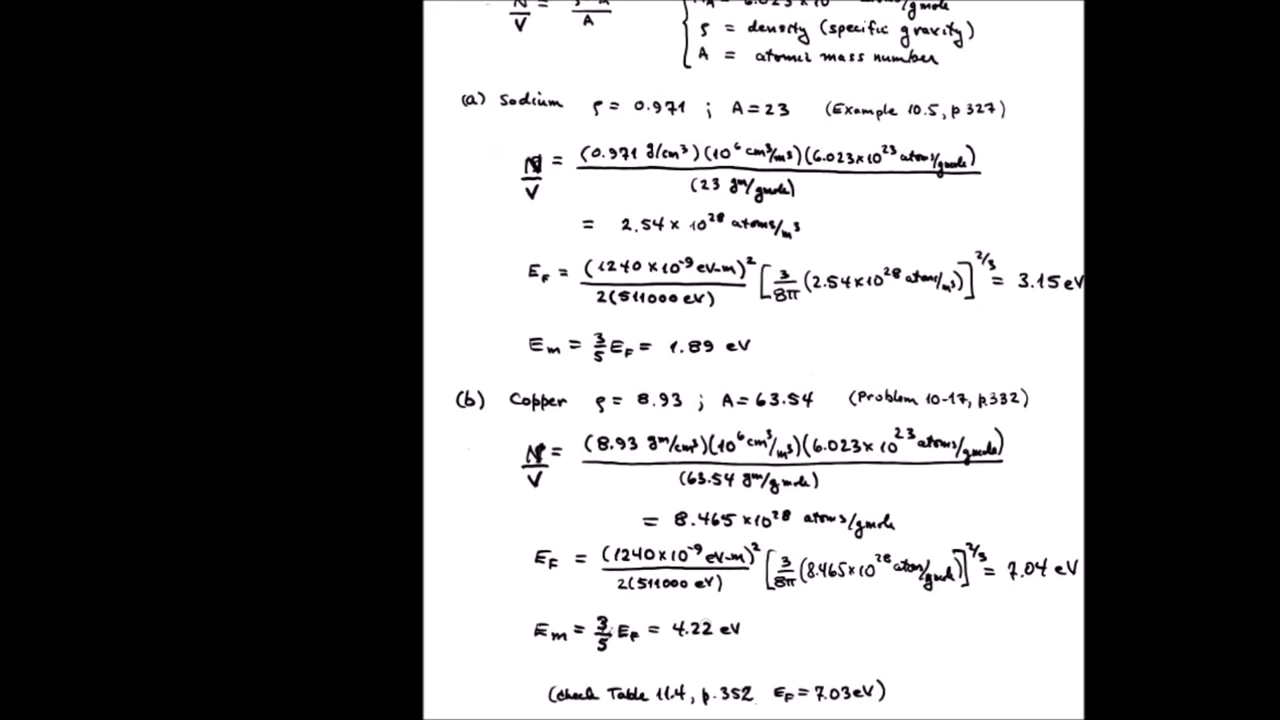 N/V = / A
atoms/gmole
ρ = density (specific gravity)
A = atomic mass number
(a) Sodium ρ = 0.971 ; A = 23 (Example 10.5, p 327)
N/V = (0.971 g/cm³)(10⁶ cm³/m³)(6.023×10²³ atoms/gmole) / (23 gm/gmole)
= 2.54 × 10²⁸ atoms/m³
E_F = (1240 × 10⁻⁹ eV-m)² / 2(511000 eV) [3/8π (2.54×10²⁸ atoms/m³)]^2/3 = 3.15 eV
E_m = 3/5 E_F = 1.89 eV
(b) Copper ρ = 8.93 ; A = 63.54 (Problem 10-17, p.332)
N/V = (8.93 gm/cm³)(10⁶ cm³/m³)(6.023×10²³ atoms/gmole) / (63.54 gm/gmole)
= 8.465 ×10²⁸ atoms/gmole
E_F = (1240×10⁻⁹ eV-m)² / 2(511000 eV) [3/8π (8.465×10²⁸ atom/gmole)]^2/3 = 7.04 eV
E_m = 3/5 E_F = 4.22 eV
(check Table 11.4, p.352 E_F = 7.03 eV)